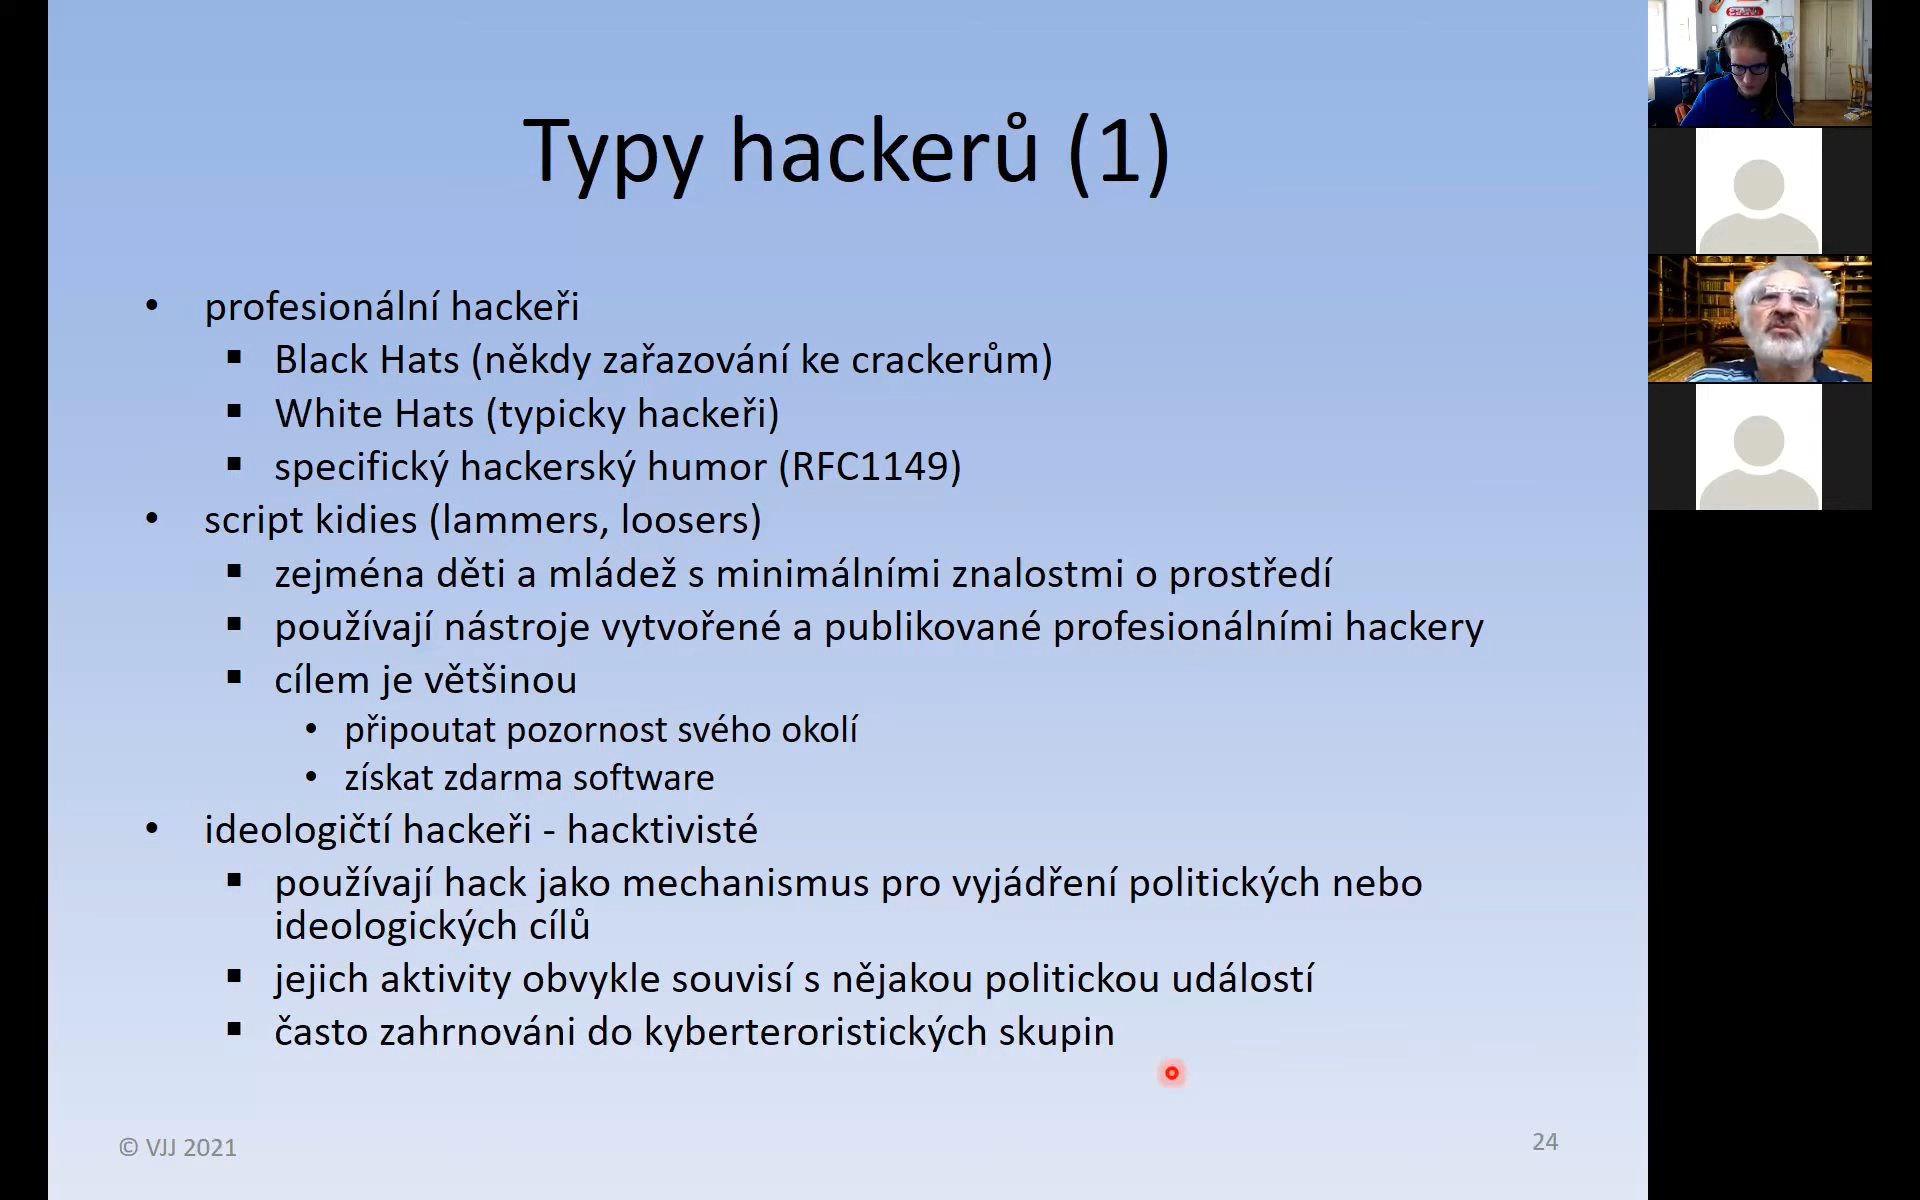 Typy hackerů (1)
• profesionální hackeři
▪ Black Hats (někdy zařazování ke crackerům)
▪ White Hats (typicky hackeři)
▪ specifický hackerský humor (RFC1149)
• script kidies (lammers, loosers)
▪ zejména děti a mládež s minimálními znalostmi o prostředí
▪ používají nástroje vytvořené a publikované profesionálními hackery
▪ cílem je většinou
• připoutat pozornost svého okolí
• získat zdarma software
• ideologičtí hackeři - hacktivisté
▪ používají hack jako mechanismus pro vyjádření politických nebo
ideologických cílů
▪ jejich aktivity obvykle souvisí s nějakou politickou událostí
▪ často zahrnováni do kyberteroristických skupin
© VJJ 2021
24